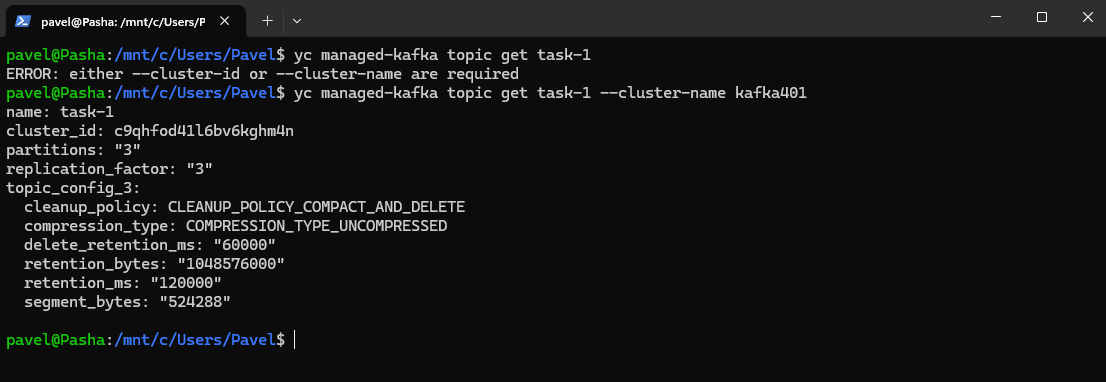 pavel@Pasha: /mnt/c/Users/P
pavel@Pasha:/mnt/c/Users/Pavel$ yc managed-kafka topic get task-1
ERROR: either --cluster-id or --cluster-name are required
pavel@Pasha:/mnt/c/Users/Pavel$ yc managed-kafka topic get task-1 --cluster-name kafka401
name: task-1
cluster_id: c9qhfod41l6bv6kghm4n
partitions: "3"
replication_factor: "3"
topic_config_3:
  cleanup_policy: CLEANUP_POLICY_COMPACT_AND_DELETE
  compression_type: COMPRESSION_TYPE_UNCOMPRESSED
  delete_retention_ms: "60000"
  retention_bytes: "1048576000"
  retention_ms: "120000"
  segment_bytes: "524288"
pavel@Pasha:/mnt/c/Users/Pavel$